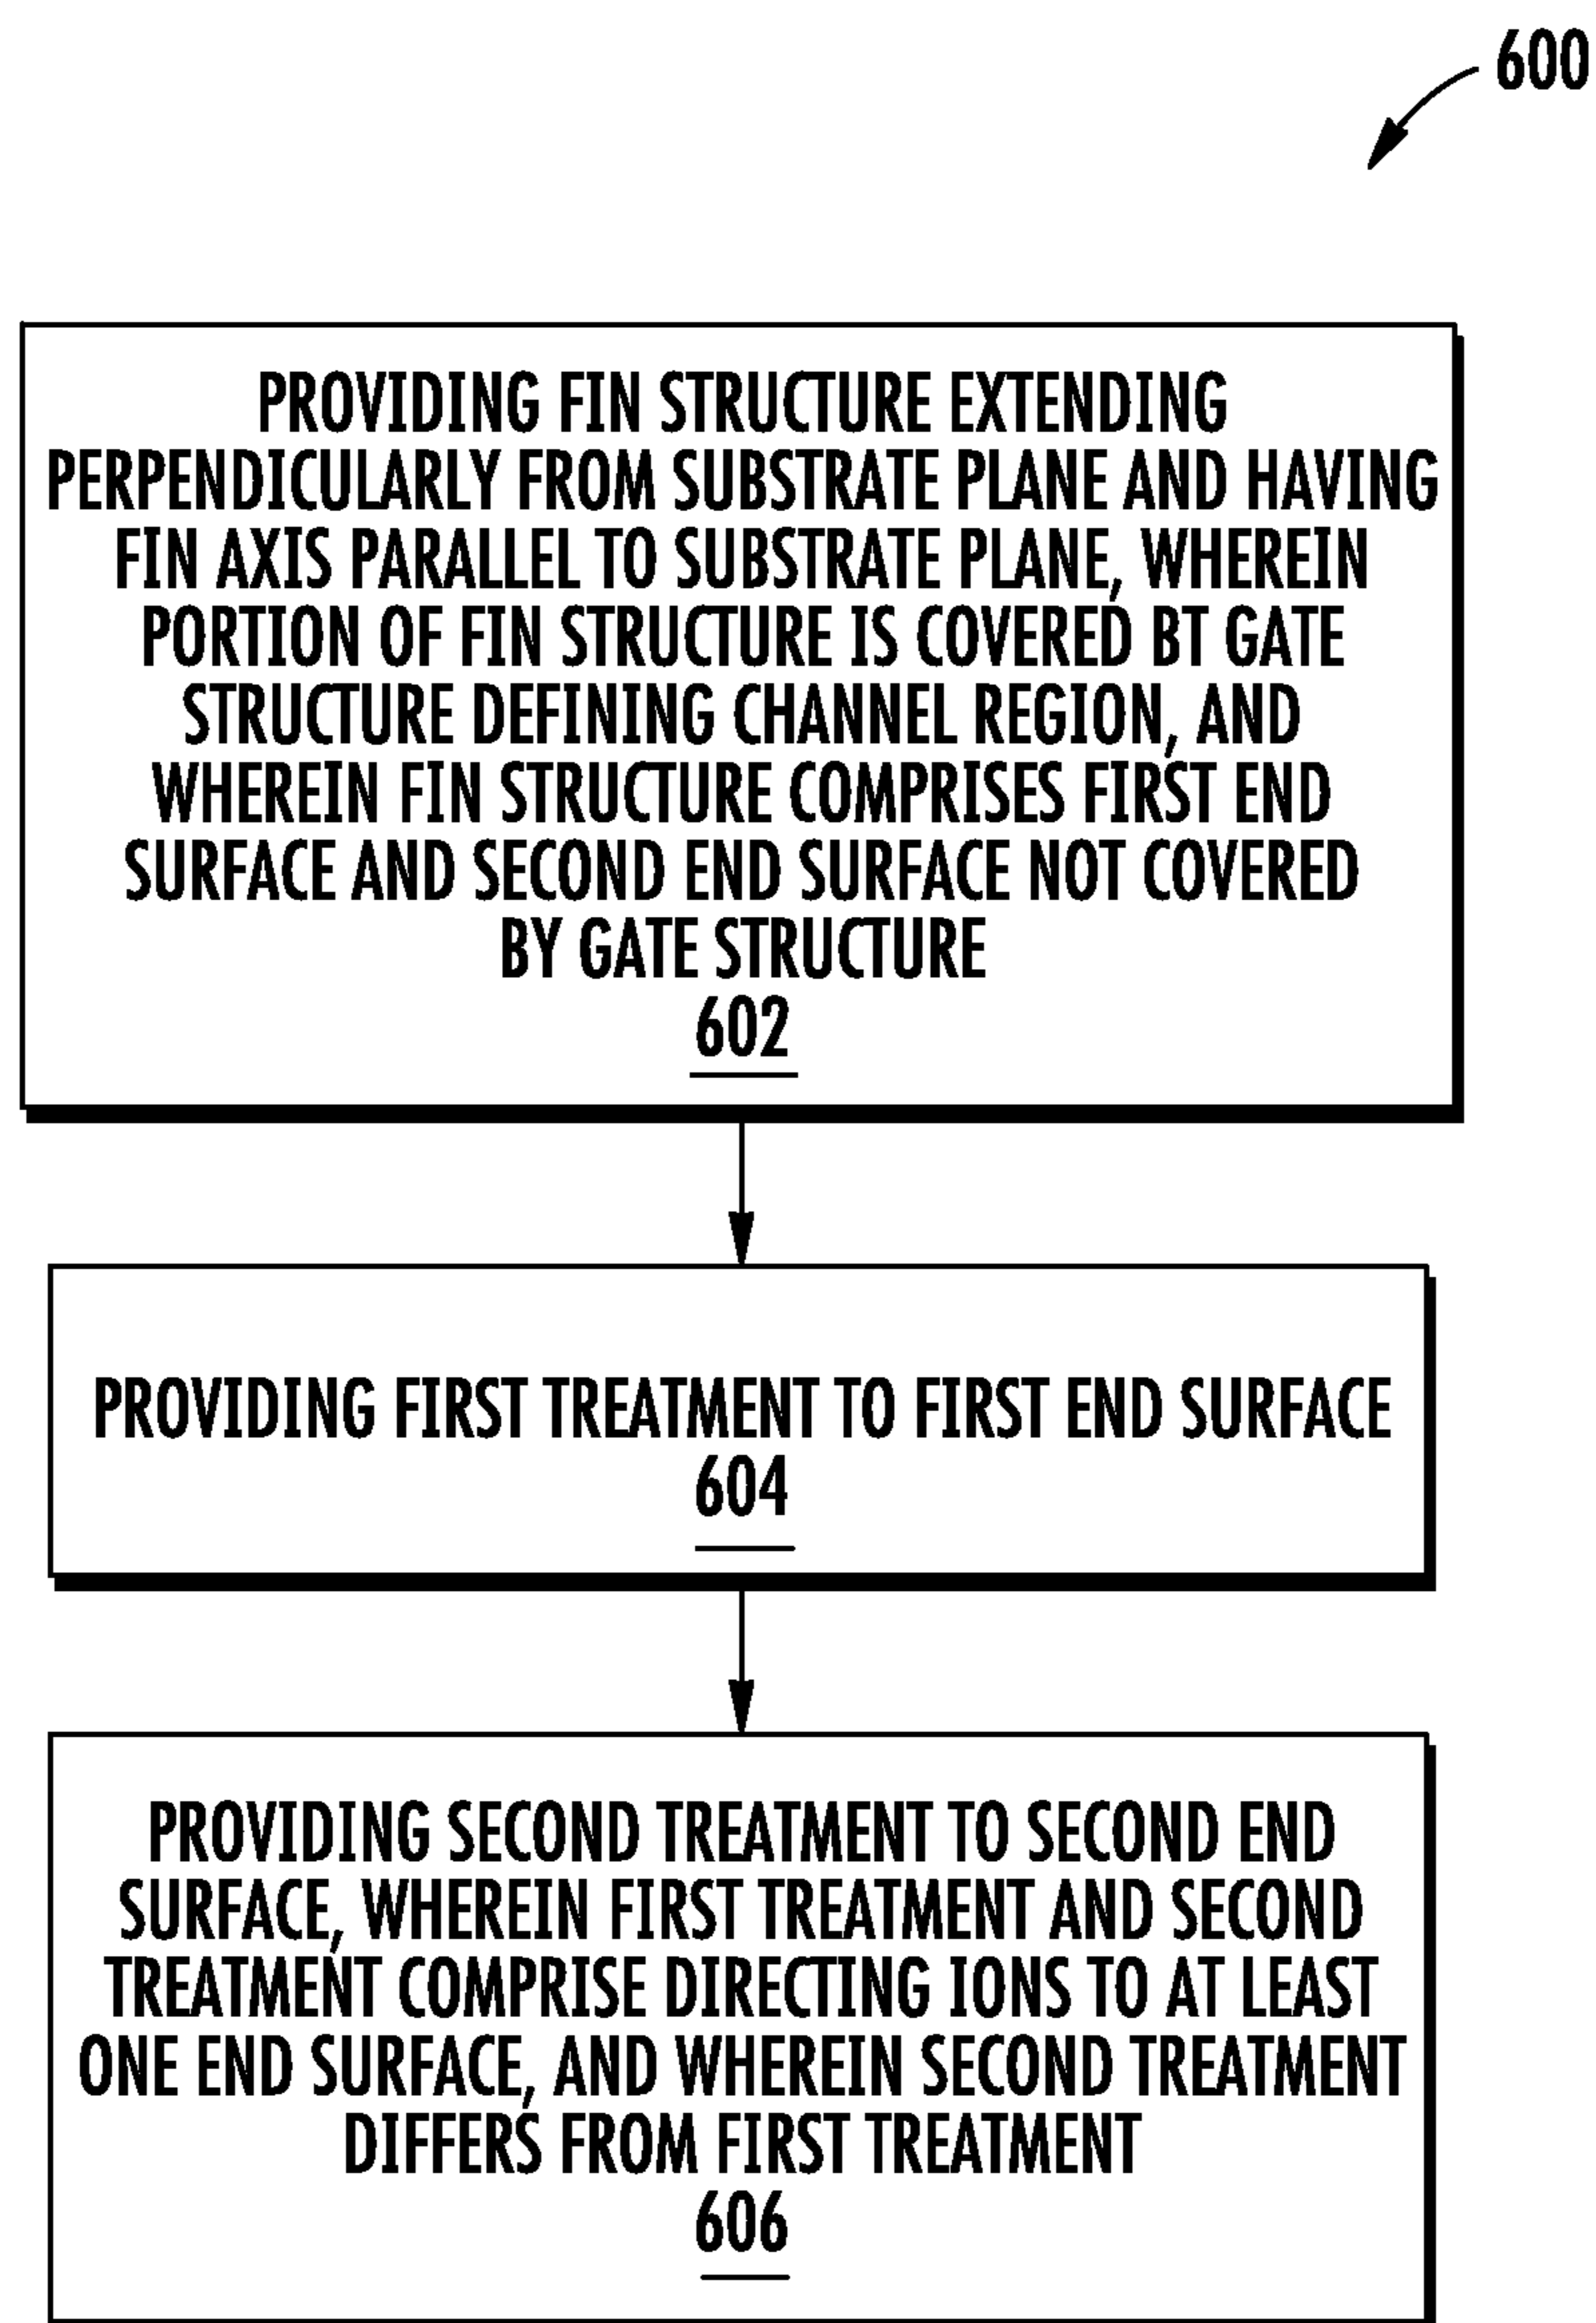 600
PROVIDING FIN STRUCTURE EXTENDING
PERPENDICULARLY FROM SUBSTRATE PLANE AND HAVING
FIN AXIS PARALLEL TO SUBSTRATE PLANE, WHEREIN
PORTION OF FIN STRUCTURE IS COVERED BT GATE
STRUCTURE DEFINING CHANNEL REGION, AND
WHEREIN FIN STRUCTURE COMPRISES FIRST END
SURFACE AND SECOND END SURFACE NOT COVERED
BY GATE STRUCTURE
602
PROVIDING FIRST TREATMENT TO FIRST END SURFACE
604
PROVIDING SECOND TREATMENT TO SECOND END
SURFACE, WHEREIN FIRST TREATMENT AND SECOND
TREATMENT COMPRISE DIRECTING IONS TO AT LEAST
ONE END SURFACE, AND WHEREIN SECOND TREATMENT
DIFFERS FROM FIRST TREATMENT
606